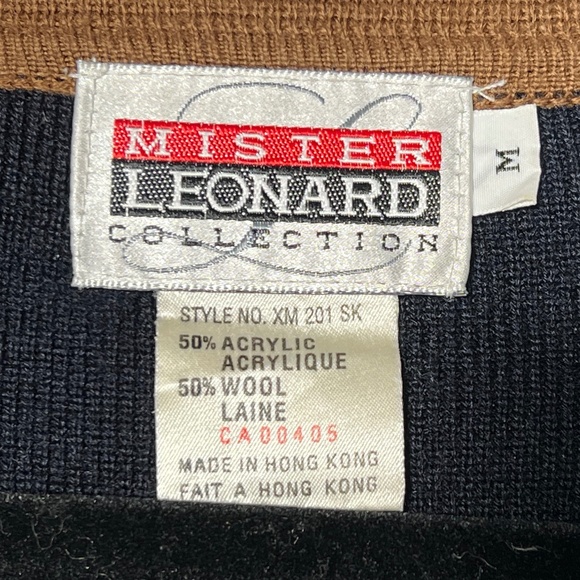 MISTER
LEONARD
COLLECTION
M
STYLE NO. XM 201 SK
50% ACRYLIC
ACRYLIQUE
50% WOOL
LAINE
CA00405
MADE IN HONG KONG
FAIT A HONG KONG